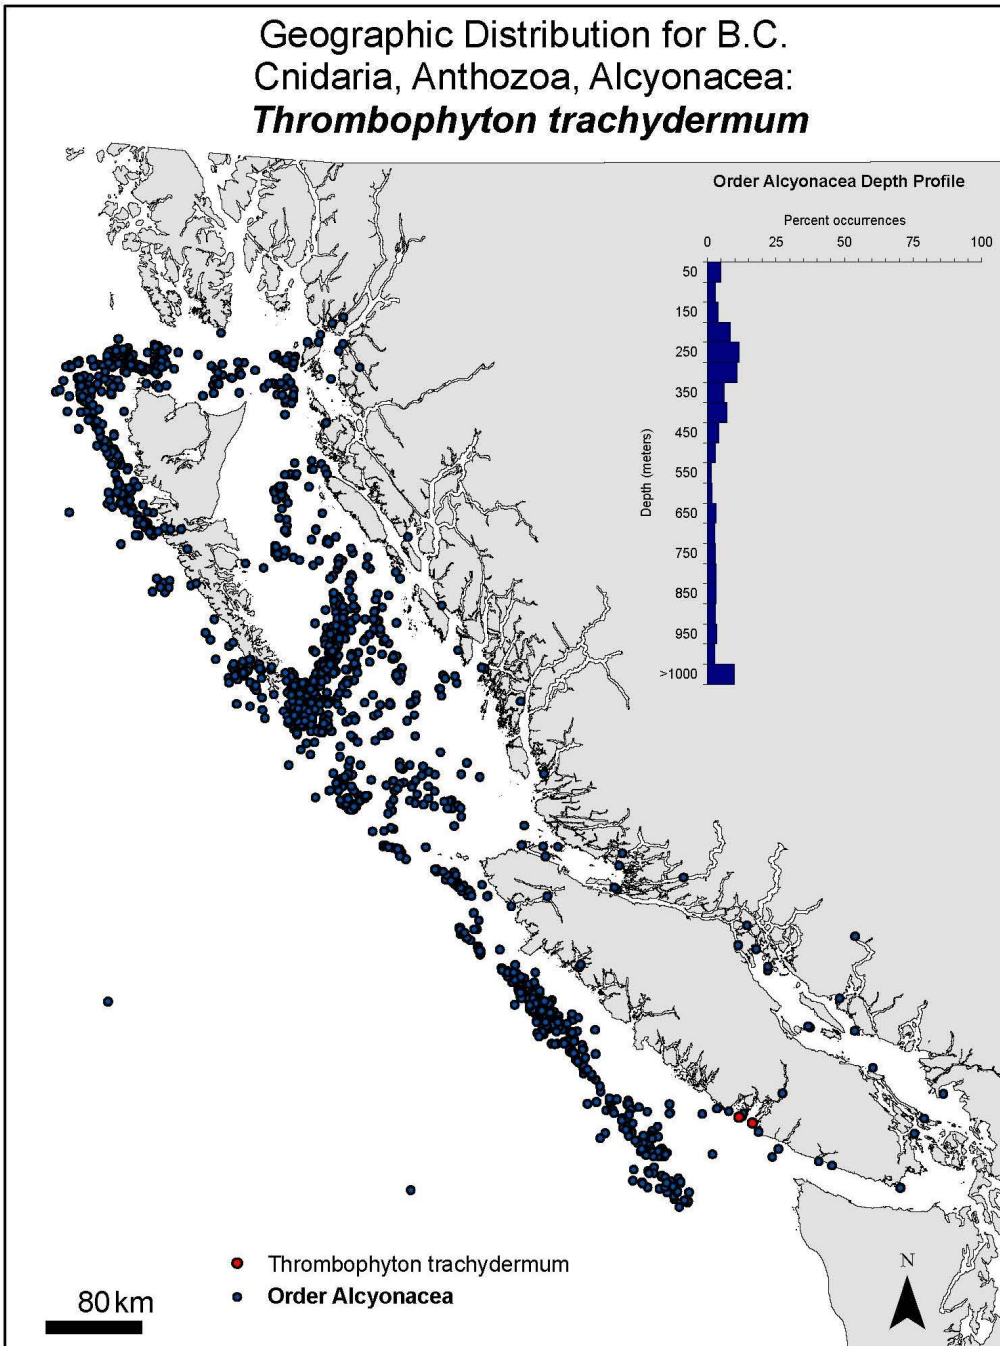 Geographic Distribution for B.C.
Cnidaria, Anthozoa, Alcyonacea:
Thrombophyton trachydermum
Order Alcyonacea Depth Profile
Percent occurrences
0 25 50 75 100
50
150
250
350
450
550
650
750
850
950
>1000
Depth (meters)
Thrombophyton trachydermum
Order Alcyonacea
80 km
N